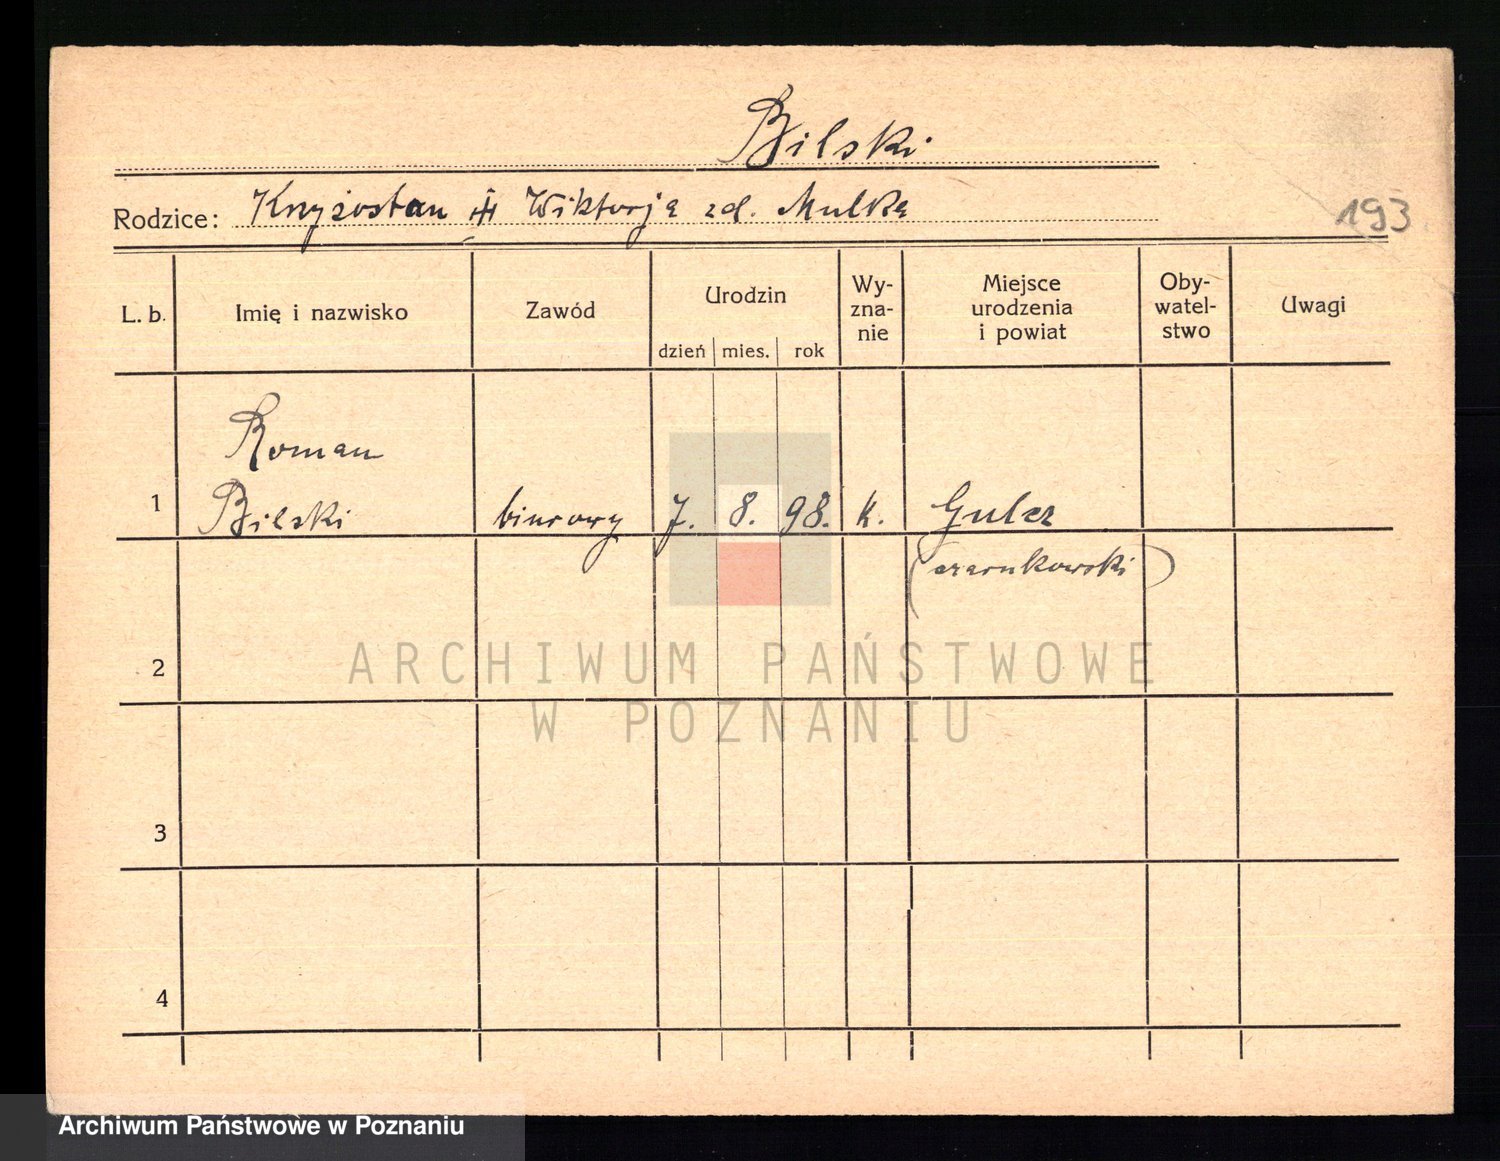 Bilski
Rodzice: Kryżostan Wiktorja zd. Mulka
193
L. b. Imię i nazwisko Zawód Urodzin dzień mies. rok Wy-zna-nie Miejsce urodzenia i powiat Oby-watel-stwo Uwagi
Roman
1 Bilski biurowy 7. 8. 98. k. Gulcz
(czarnkowski)
2
3
4
ARCHIWUM PAŃSTWOWE
W POZNANIU
Archiwum Państwowe w Poznaniu